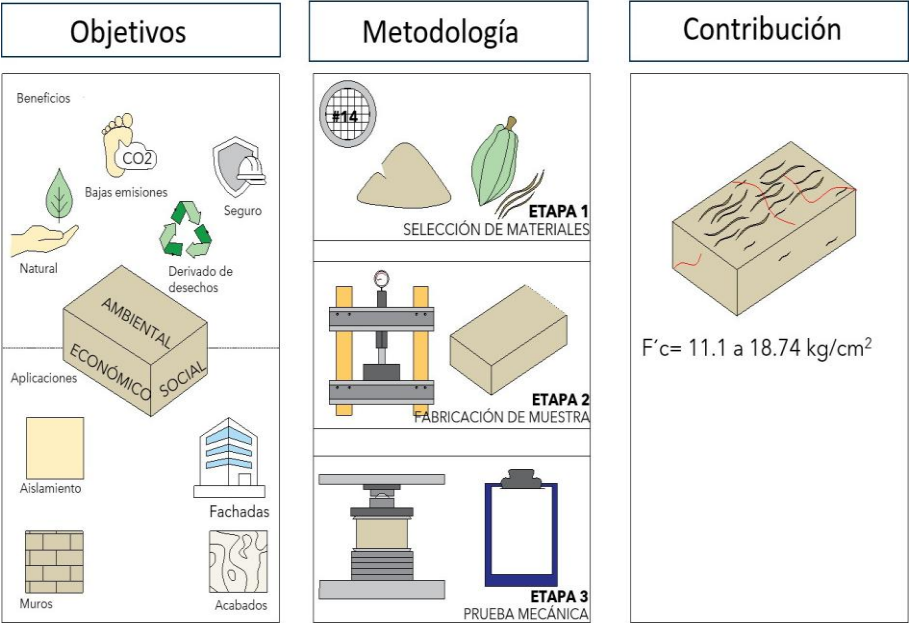 Objetivos
Beneficios
CO2
Bajas emisiones
Seguro
Natural
Derivado de
desechos
AMBIENTAL
ECONÓMICO
SOCIAL
Aplicaciones
Aislamiento
Fachadas
Muros
Acabados
Metodología
#14
ETAPA 1
SELECCIÓN DE MATERIALES
ETAPA 2
FABRICACIÓN DE MUESTRA
ETAPA 3
PRUEBA MECÁNICA
Contribución
F´c= 11.1 a 18.74 kg/cm²